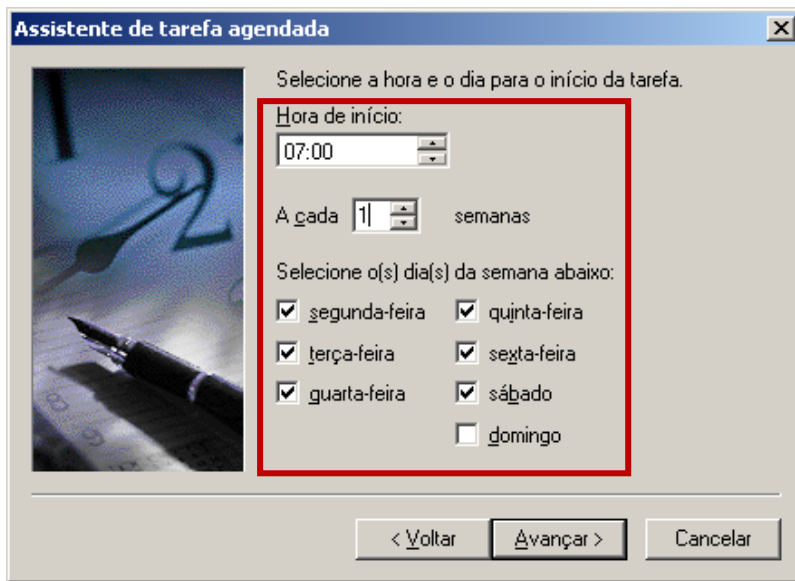 Assistente de tarefa agendada
Selecione a hora e o dia para o início da tarefa.
Hora de início:
07:00
A cada 1 semanas
Selecione o(s) dia(s) da semana abaixo:
segunda-feira quinta-feira
terça-feira sexta-feira
quarta-feira sábado
domingo
< Voltar Avançar > Cancelar